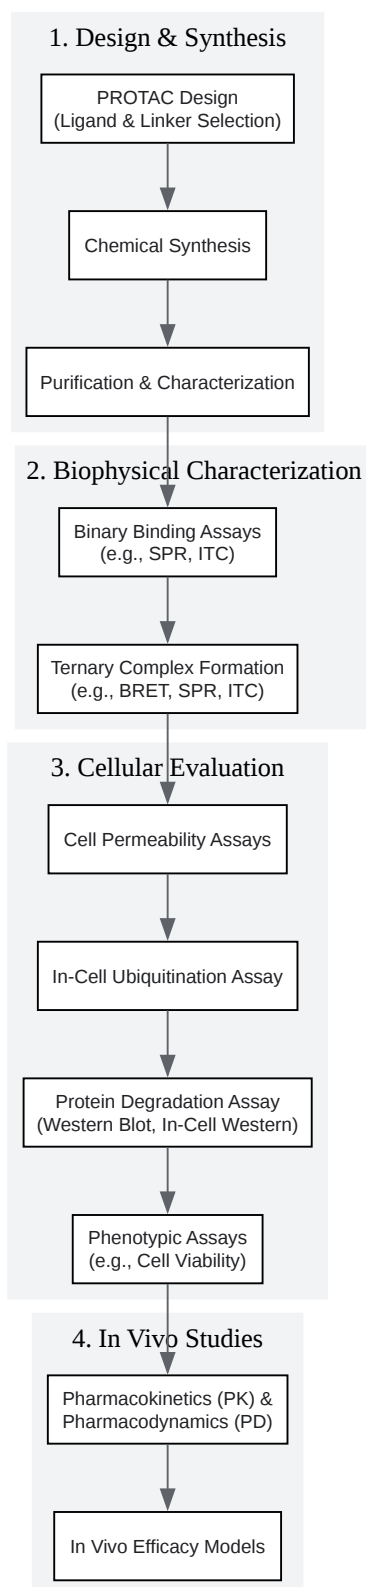 1. Design & Synthesis
PROTAC Design
(Ligand & Linker Selection)
Chemical Synthesis
Purification & Characterization
2. Biophysical Characterization
Binary Binding Assays
(e.g., SPR, ITC)
Ternary Complex Formation
(e.g., BRET, SPR, ITC)
3. Cellular Evaluation
Cell Permeability Assays
In-Cell Ubiquitination Assay
Protein Degradation Assay
(Western Blot, In-Cell Western)
Phenotypic Assays
(e.g., Cell Viability)
4. In Vivo Studies
Pharmacokinetics (PK) &
Pharmacodynamics (PD)
In Vivo Efficacy Models